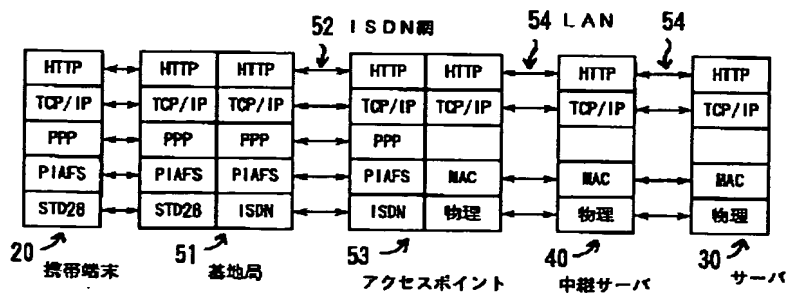 52 ISDN網 54 LAN 54
HTTP HTTP HTTP HTTP HTTP HTTP HTTP
TCP/IP TCP/IP TCP/IP TCP/IP TCP/IP TCP/IP TCP/IP
PPP PPP PPP PPP
PIAFS PIAFS PIAFS PIAFS MAC MAC MAC
STD28 STD28 ISDN ISDN 物理 物理 物理
20 携帯端末 51 基地局 53 アクセスポイント 40 中継サーバ 30 サーバ